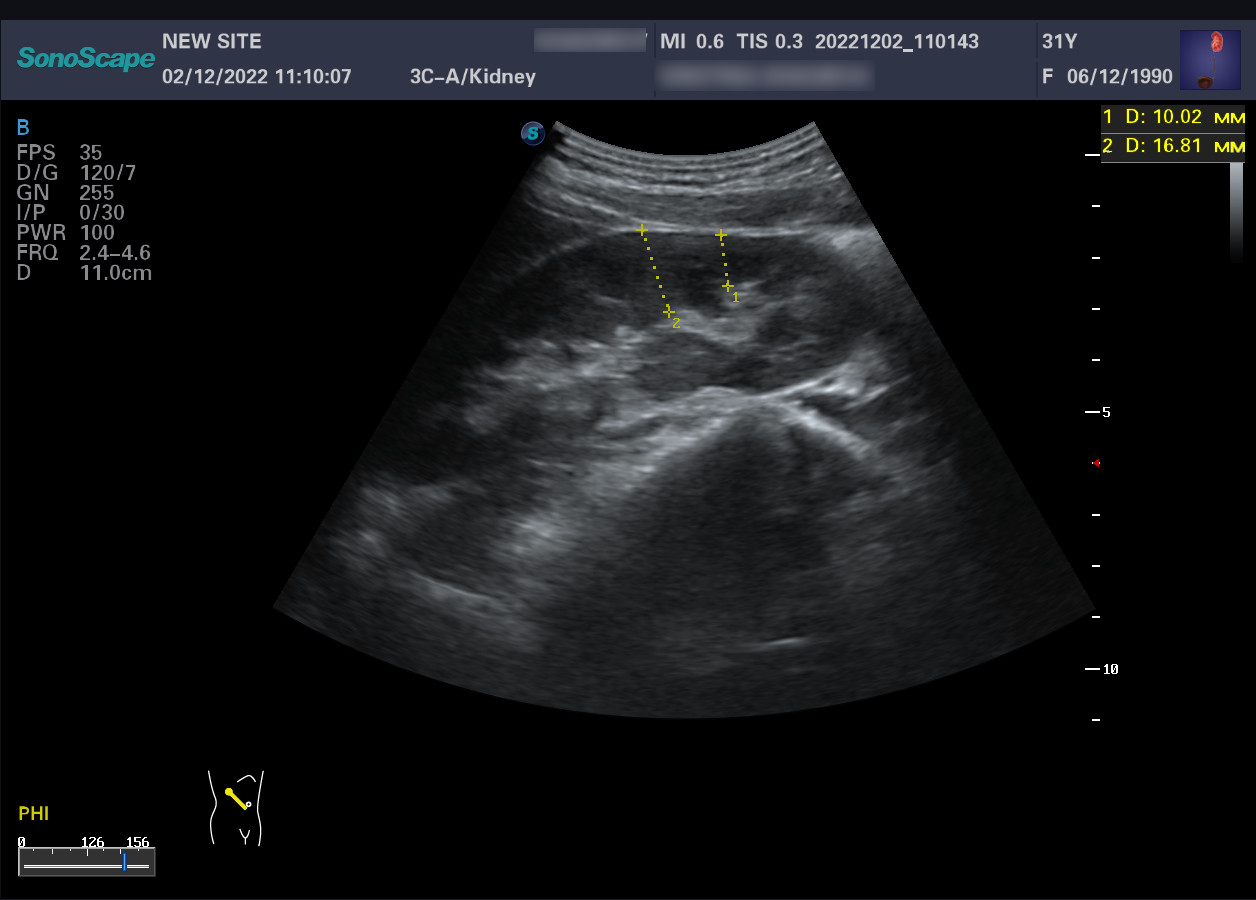 SonoScape
NEW SITE
MI 0.6 TIS 0.3 20221202_110143
31Y
02/12/2022 11:10:07
3C-A/Kidney
F 06/12/1990
S
1 D: 10.02 мм
2 D: 16.81 мм
B
FPS 35
D/G 120/7
GN 255
I/P 0/30
PWR 100
FRQ 2.4-4.6
D 11.0cm
1
2
5
10
PHI
0 126 156